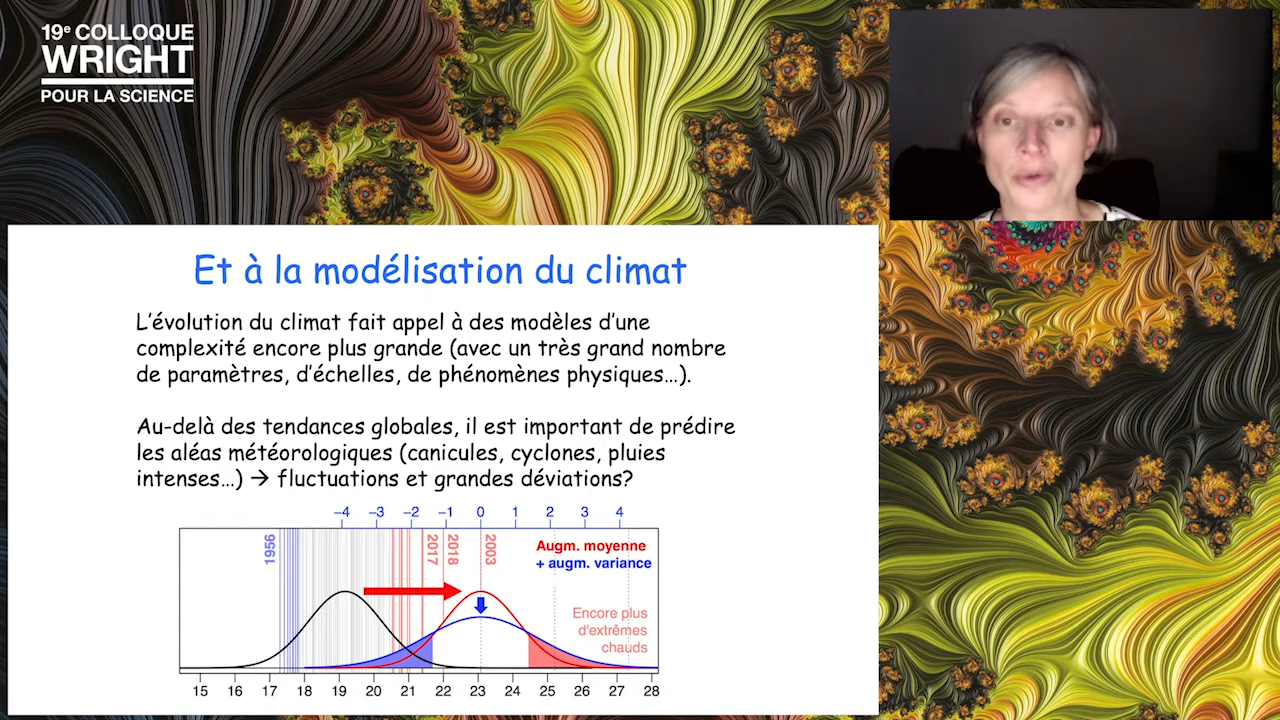 19e COLLOQUE
WRIGHT
POUR LA SCIENCE
Et à la modélisation du climat
L’évolution du climat fait appel à des modèles d’une
complexité encore plus grande (avec un très grand nombre
de paramètres, d’échelles, de phénomènes physiques…).
Au-delà des tendances globales, il est important de prédire
les aléas météorologiques (canicules, cyclones, pluies
intenses…) → fluctuations et grandes déviations?
−4 −3 −2 −1 0 1 2 3 4
1956
2017
2018
2003
Augm. moyenne
+ augm. variance
Encore plus
d'extrêmes
chauds
15 16 17 18 19 20 21 22 23 24 25 26 27 28